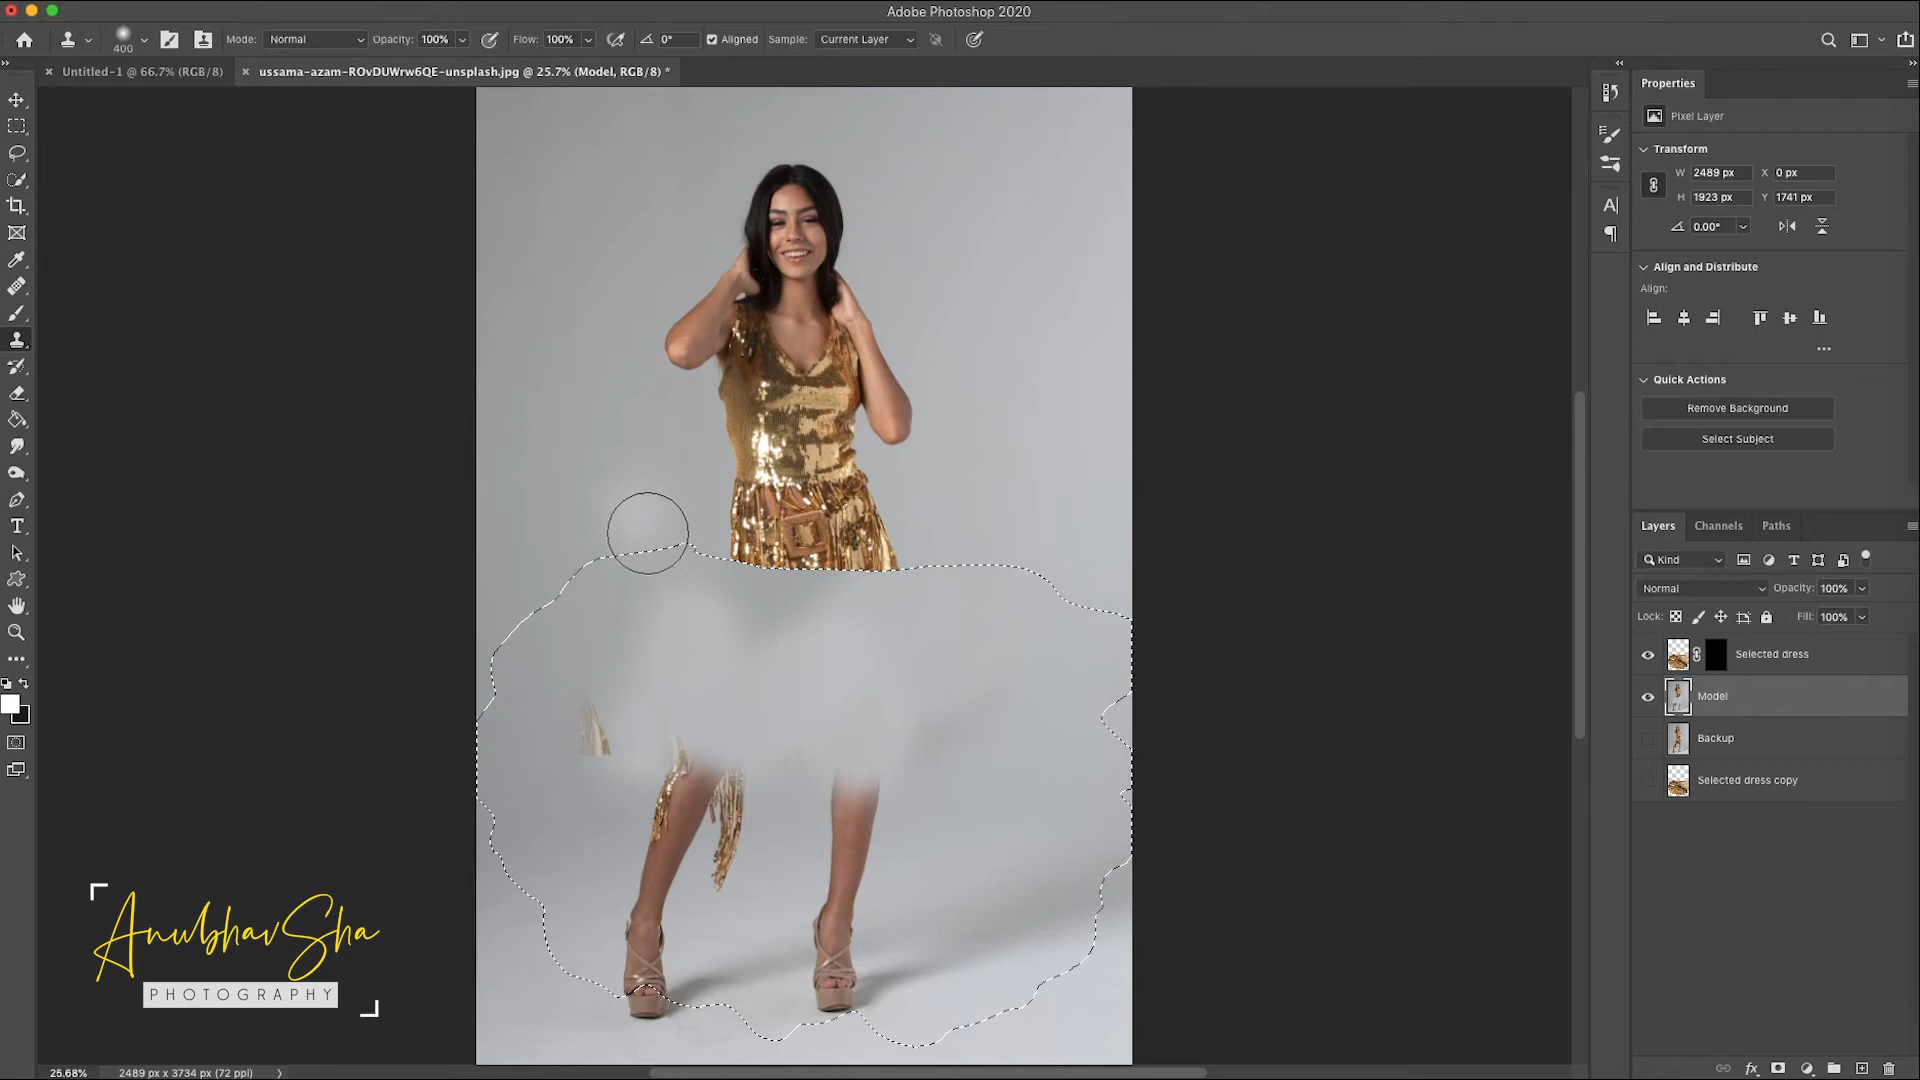 Adobe Photoshop 2020
400
Mode: Normal Opacity: 100% Flow: 100% 0° Aligned Sample: Current Layer
Untitled-1 @ 66.7% (RGB/8)
ussama-azam-ROvDUWrw6QE-unsplash.jpg @ 25.7% (Model, RGB/8) *
Properties
Pixel Layer
Transform
W 2489 px X 0 px
H 1923 px Y 1741 px
0.00°
Align and Distribute
Align:
Quick Actions
Remove Background
Select Subject
Layers Channels Paths
Kind
Normal Opacity: 100%
Lock: Fill: 100%
Selected dress
Model
Backup
Selected dress copy
AnubhavSha
PHOTOGRAPHY
25.68% 2489 px x 3734 px (72 ppi)